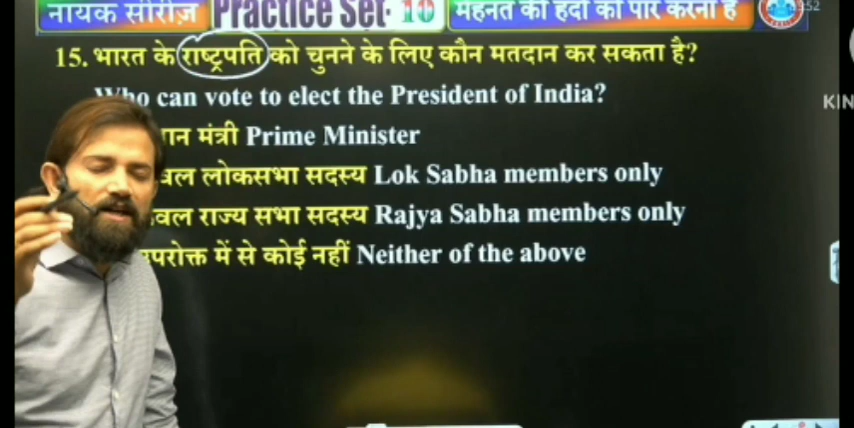 नायक सीरीज़ Practice Set- 10 मेहनत की हदों को पार करना है
15. भारत के राष्ट्रपति को चुनने के लिए कौन मतदान कर सकता है?
Who can vote to elect the President of India?
मंत्री Prime Minister
लोकसभा सदस्य Lok Sabha members only
राज्य सभा सदस्य Rajya Sabha members only
में से कोई नहीं Neither of the above